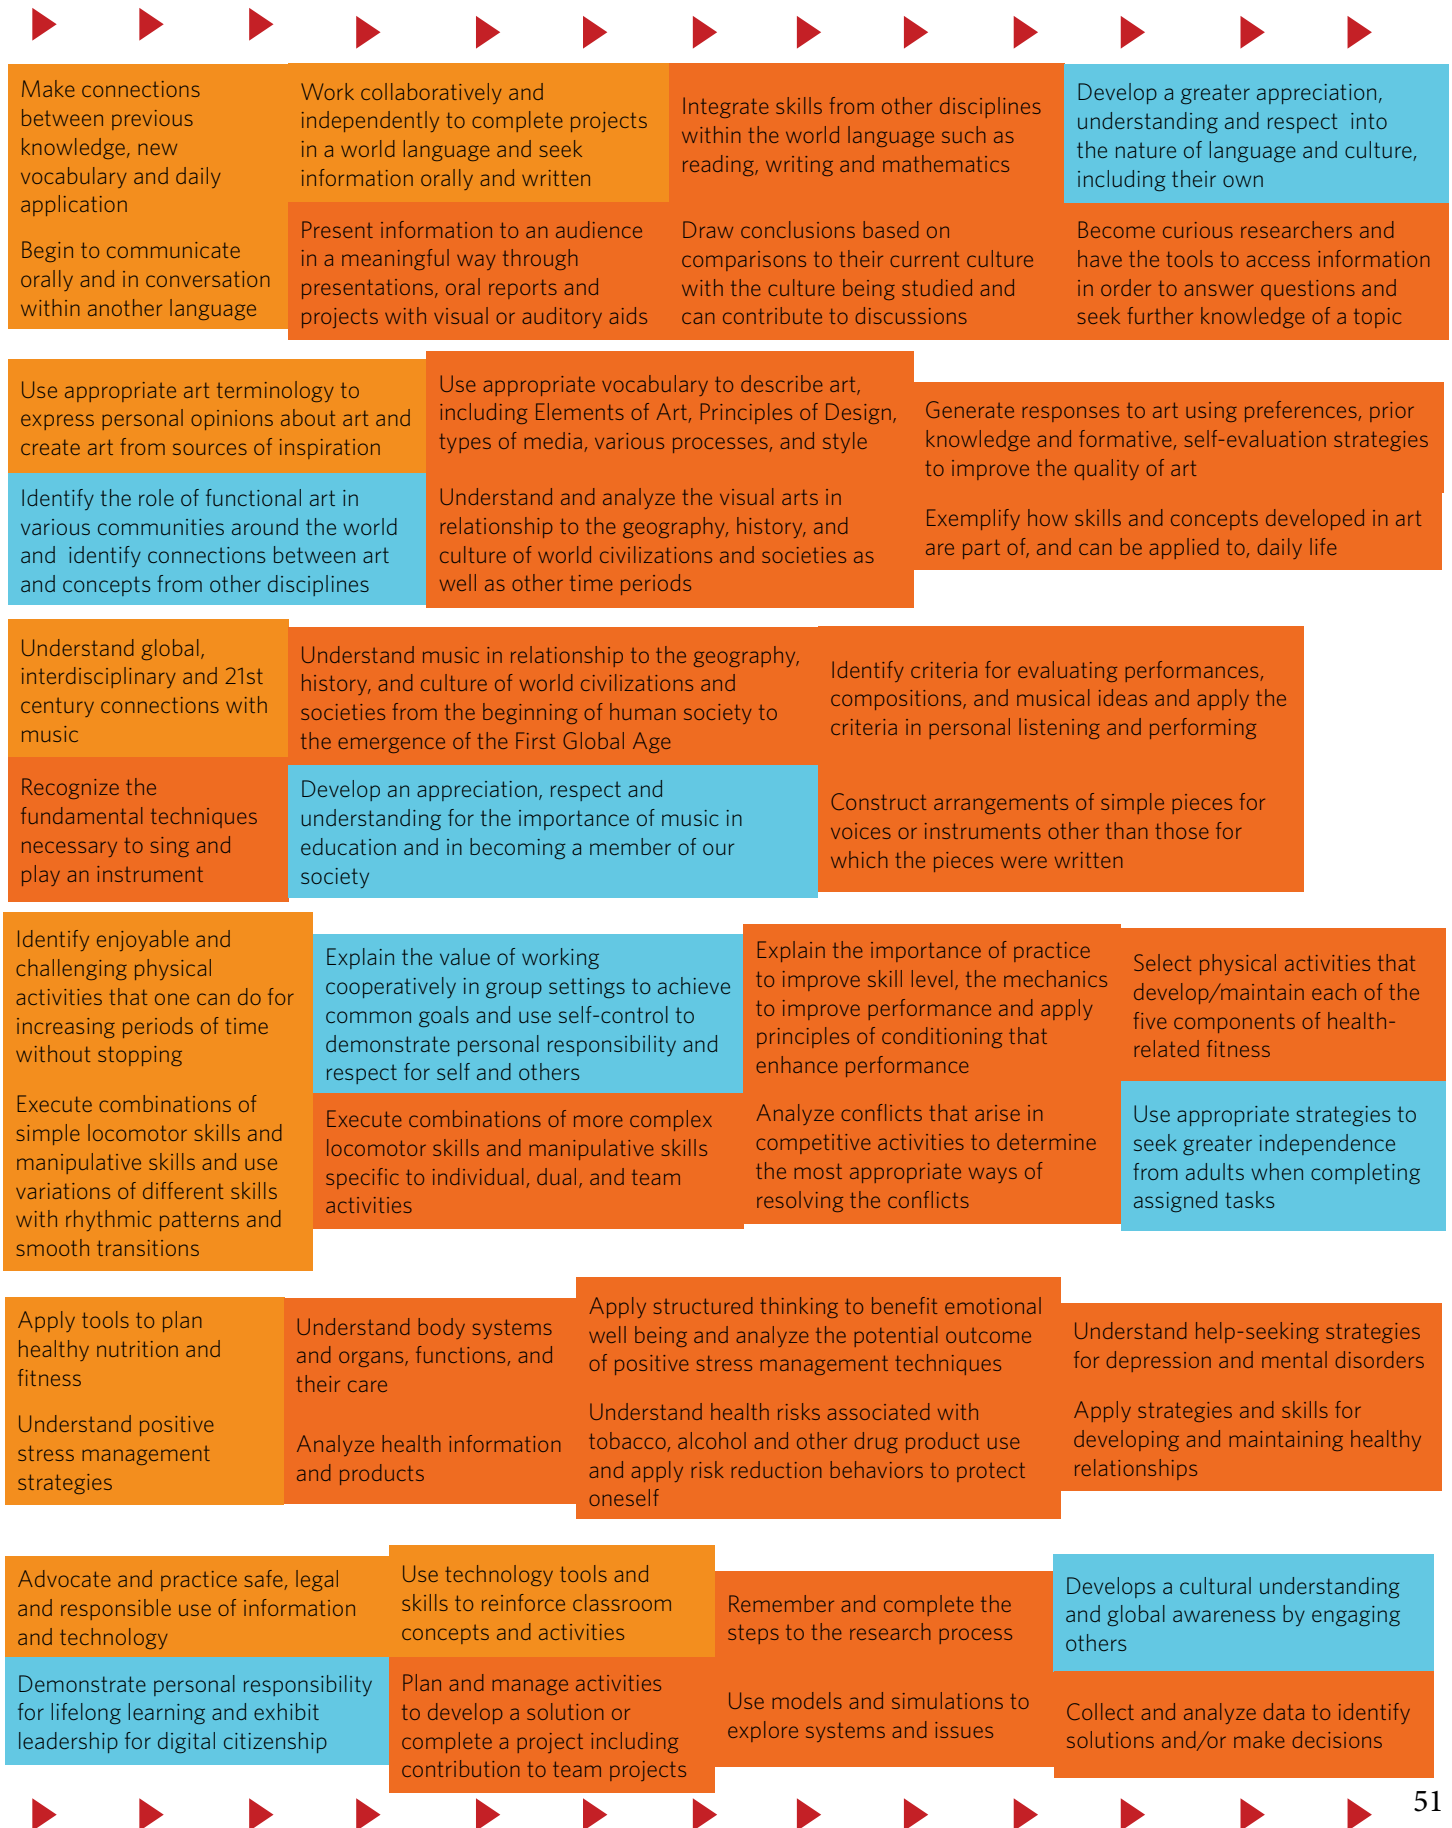 Make connections
between previous
knowledge, new
vocabulary and daily
application
Begin to communicate
orally and in conversation
within another language
Work collaboratively and
independently to complete projects
in a world language and seek
information orally and written
Present information to an audience
in a meaningful way through
presentations, oral reports and
projects with visual or auditory aids
Integrate skills from other disciplines
within the world language such as
reading, writing and mathematics
Draw conclusions based on
comparisons to their current culture
with the culture being studied and
can contribute to discussions
Develop a greater appreciation,
understanding and respect  into
the nature of language and culture,
including their own
Become curious researchers and
have the tools to access information
in order to answer questions and
seek further knowledge of a topic
Use appropriate art terminology to
express personal opinions about art and
create art from sources of inspiration
Identify the role of functional art in
various communities around the world
and  identify connections between art
and concepts from other disciplines
Use appropriate vocabulary to describe art,
including Elements of Art, Principles of Design,
types of media, various processes, and style
Understand and analyze the visual arts in
relationship to the geography, history, and
culture of world civilizations and societies as
well as other time periods
Generate responses to art using preferences, prior
knowledge and formative, self-evaluation strategies
to improve the quality of art
Exemplify how skills and concepts developed in art
are part of, and can be applied to, daily life
Understand global,
interdisciplinary and 21st
century connections with
music
Recognize the
fundamental techniques
necessary to sing and
play an instrument
Understand music in relationship to the geography,
history, and culture of world civilizations and
societies from the beginning of human society to
the emergence of the First Global Age
Develop an appreciation, respect and
understanding for the importance of music in
education and in becoming a member of our
society
Identify criteria for evaluating performances,
compositions, and musical ideas and apply the
criteria in personal listening and performing
Construct arrangements of simple pieces for
voices or instruments other than those for
which the pieces were written
Identify enjoyable and
challenging physical
activities that one can do for
increasing periods of time
without stopping
Execute combinations of
simple locomotor skills and
manipulative skills and use
variations of different skills
with rhythmic patterns and
smooth transitions
Explain the value of working
cooperatively in group settings to achieve
common goals and use self-control to
demonstrate personal responsibility and
respect for self and others
Execute combinations of more complex
locomotor skills and manipulative skills
specific to individual, dual, and team
activities
Explain the importance of practice
to improve skill level, the mechanics
to improve performance and apply
principles of conditioning that
enhance performance
Analyze conflicts that arise in
competitive activities to determine
the most appropriate ways of
resolving the conflicts
Select physical activities that
develop/maintain each of the
five components of health-
related fitness
Use appropriate strategies to
seek greater independence
from adults when completing
assigned tasks
Apply tools to plan
healthy nutrition and
fitness
Understand positive
stress management
strategies
Understand body systems
and organs, functions, and
their care
Analyze health information
and products
Apply structured thinking to benefit emotional
well being and analyze the potential outcome
of positive stress management techniques
Understand health risks associated with
tobacco, alcohol and other drug product use
and apply risk reduction behaviors to protect
oneself
Understand help-seeking strategies
for depression and mental disorders
Apply strategies and skills for
developing and maintaining healthy
relationships
Advocate and practice safe, legal
and responsible use of information
and technology
Demonstrate personal responsibility
for lifelong learning and exhibit
leadership for digital citizenship
Use technology tools and
skills to reinforce classroom
concepts and activities
Plan and manage activities
to develop a solution or
complete a project including
contribution to team projects
Remember and complete the
steps to the research process
Use models and simulations to
explore systems and issues
Develops a cultural understanding
and global awareness by engaging
others
Collect and analyze data to identify
solutions and/or make decisions
51